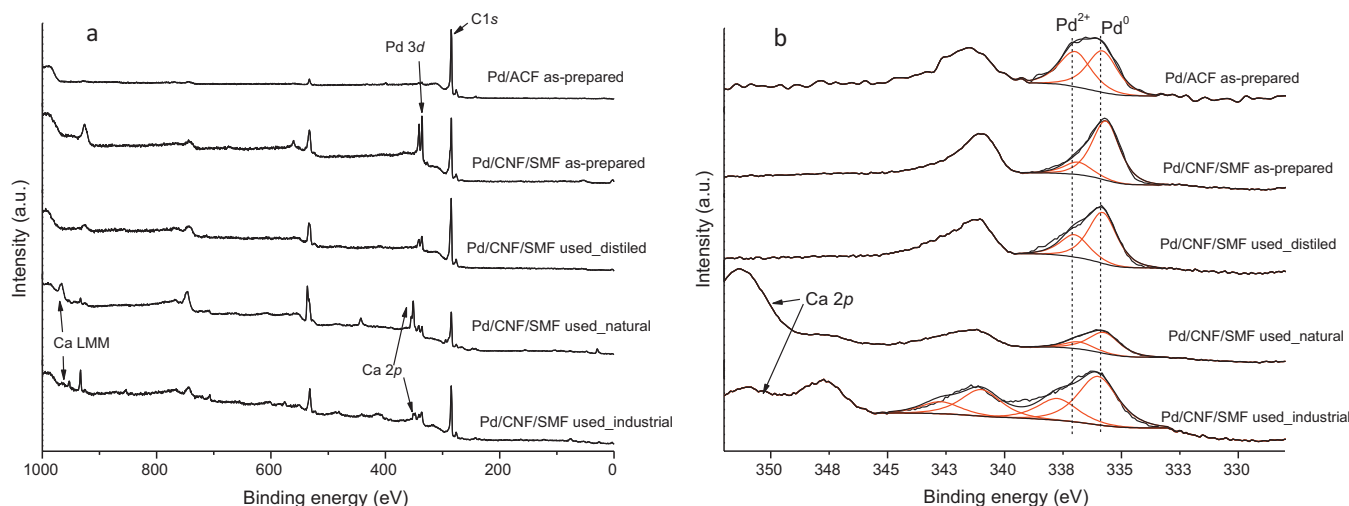 a
C1s
Pd 3d
Pd/ACF as-prepared
Pd/CNF/SMF as-prepared
Pd/CNF/SMF used_distiled
Pd/CNF/SMF used_natural
Ca LMM
Ca 2p
Pd/CNF/SMF used_industrial
Intensity (a.u.)
1000 800 600 400 200 0
Binding energy (eV)
b
Pd²⁺ Pd⁰
Pd/ACF as-prepared
Pd/CNF/SMF as-prepared
Pd/CNF/SMF used_distiled
Ca 2p
Pd/CNF/SMF used_natural
Pd/CNF/SMF used_industrial
Intensity (a.u.)
350 348 345 343 340 338 335 333 330
Binding energy (eV)